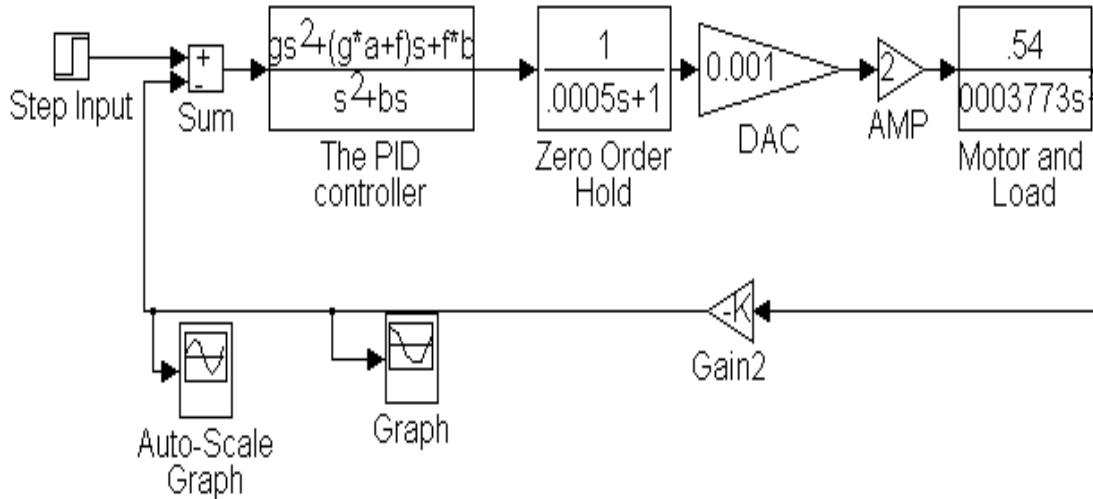 gs²+(g*a+f)s+f*b
s²+bs
1
.0005s+1
0.001
2
.54
0003773s+
+
-
Step Input
Sum
The PID
controller
Zero Order
Hold
DAC
AMP
Motor and
Load
-K
Gain2
Auto-Scale
Graph
Graph